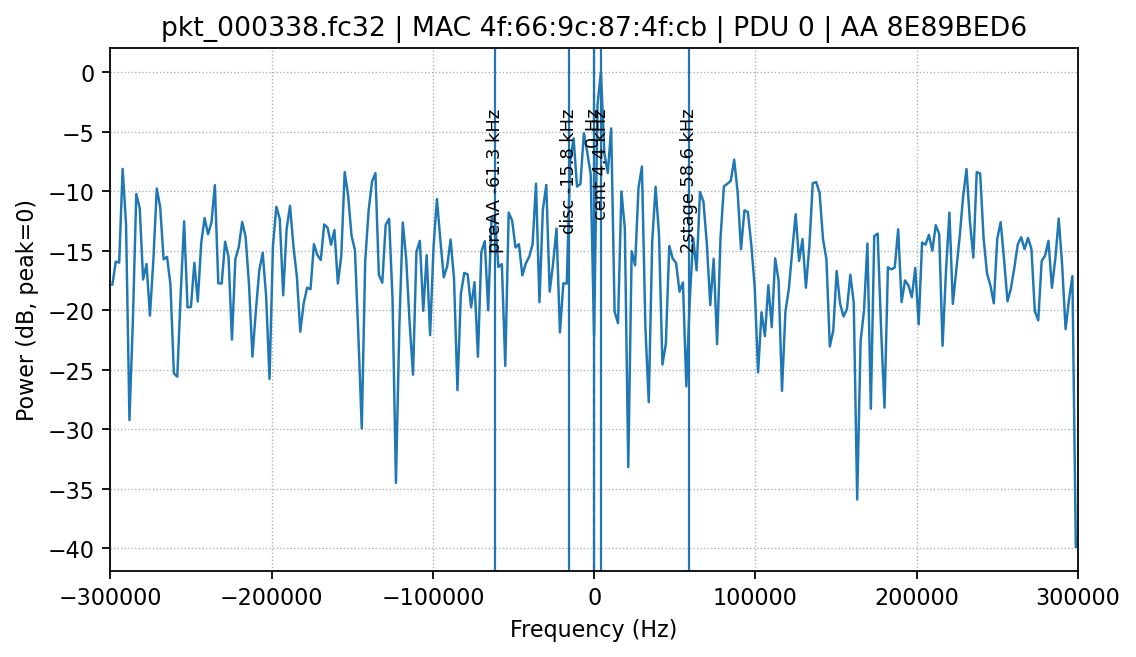 pkt_000338.fc32 | MAC 4f:66:9c:87:4f:cb | PDU 0 | AA 8E89BED6
Power (dB, peak=0)
0
−5
−10
−15
−20
−25
−30
−35
−40
preAA -61.3 kHz
disc -15.8 kHz
0 Hz
cent 4.4 kHz
2stage 58.6 kHz
−300000
−200000
−100000
0
100000
200000
300000
Frequency (Hz)